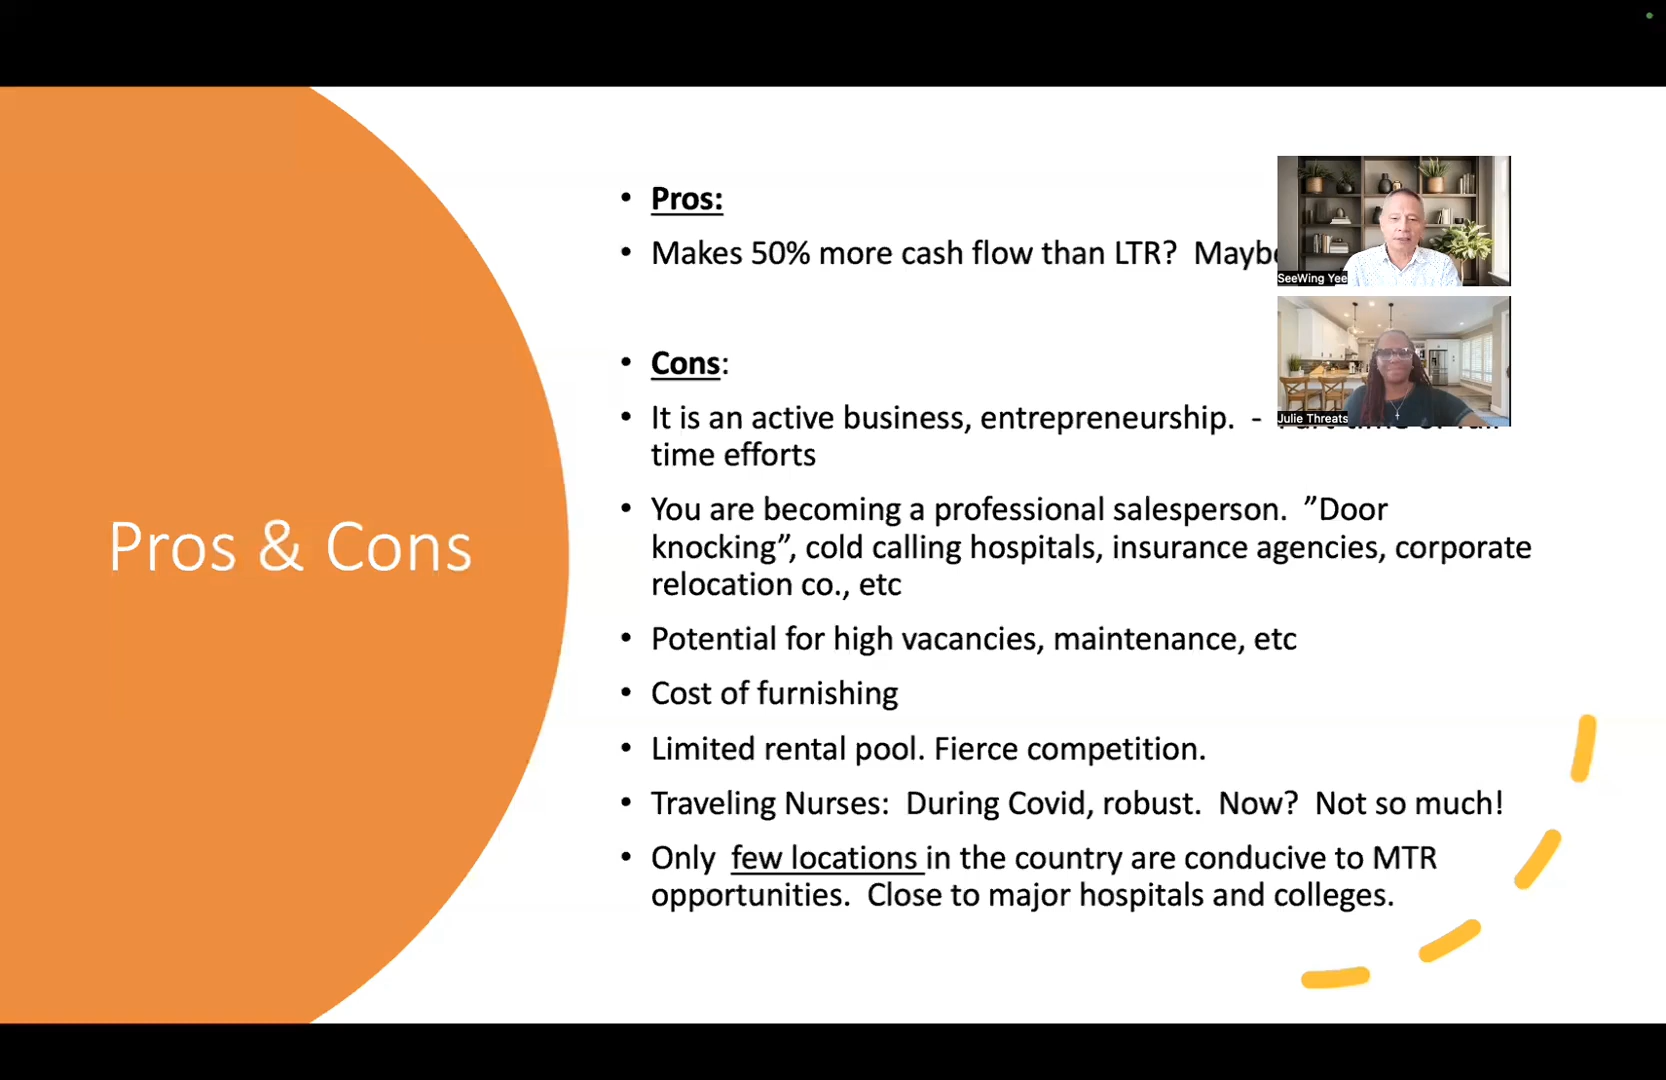 Pros & Cons
• Pros:
• Makes 50% more cash flow than LTR? Maybe
SeeWing Yee
• Cons:
• It is an active business, entrepreneurship. -
time efforts
Julie Threats
• You are becoming a professional salesperson. ”Door
knocking”, cold calling hospitals, insurance agencies, corporate
relocation co., etc
• Potential for high vacancies, maintenance, etc
• Cost of furnishing
• Limited rental pool. Fierce competition.
• Traveling Nurses: During Covid, robust. Now? Not so much!
• Only few locations in the country are conducive to MTR
opportunities. Close to major hospitals and colleges.